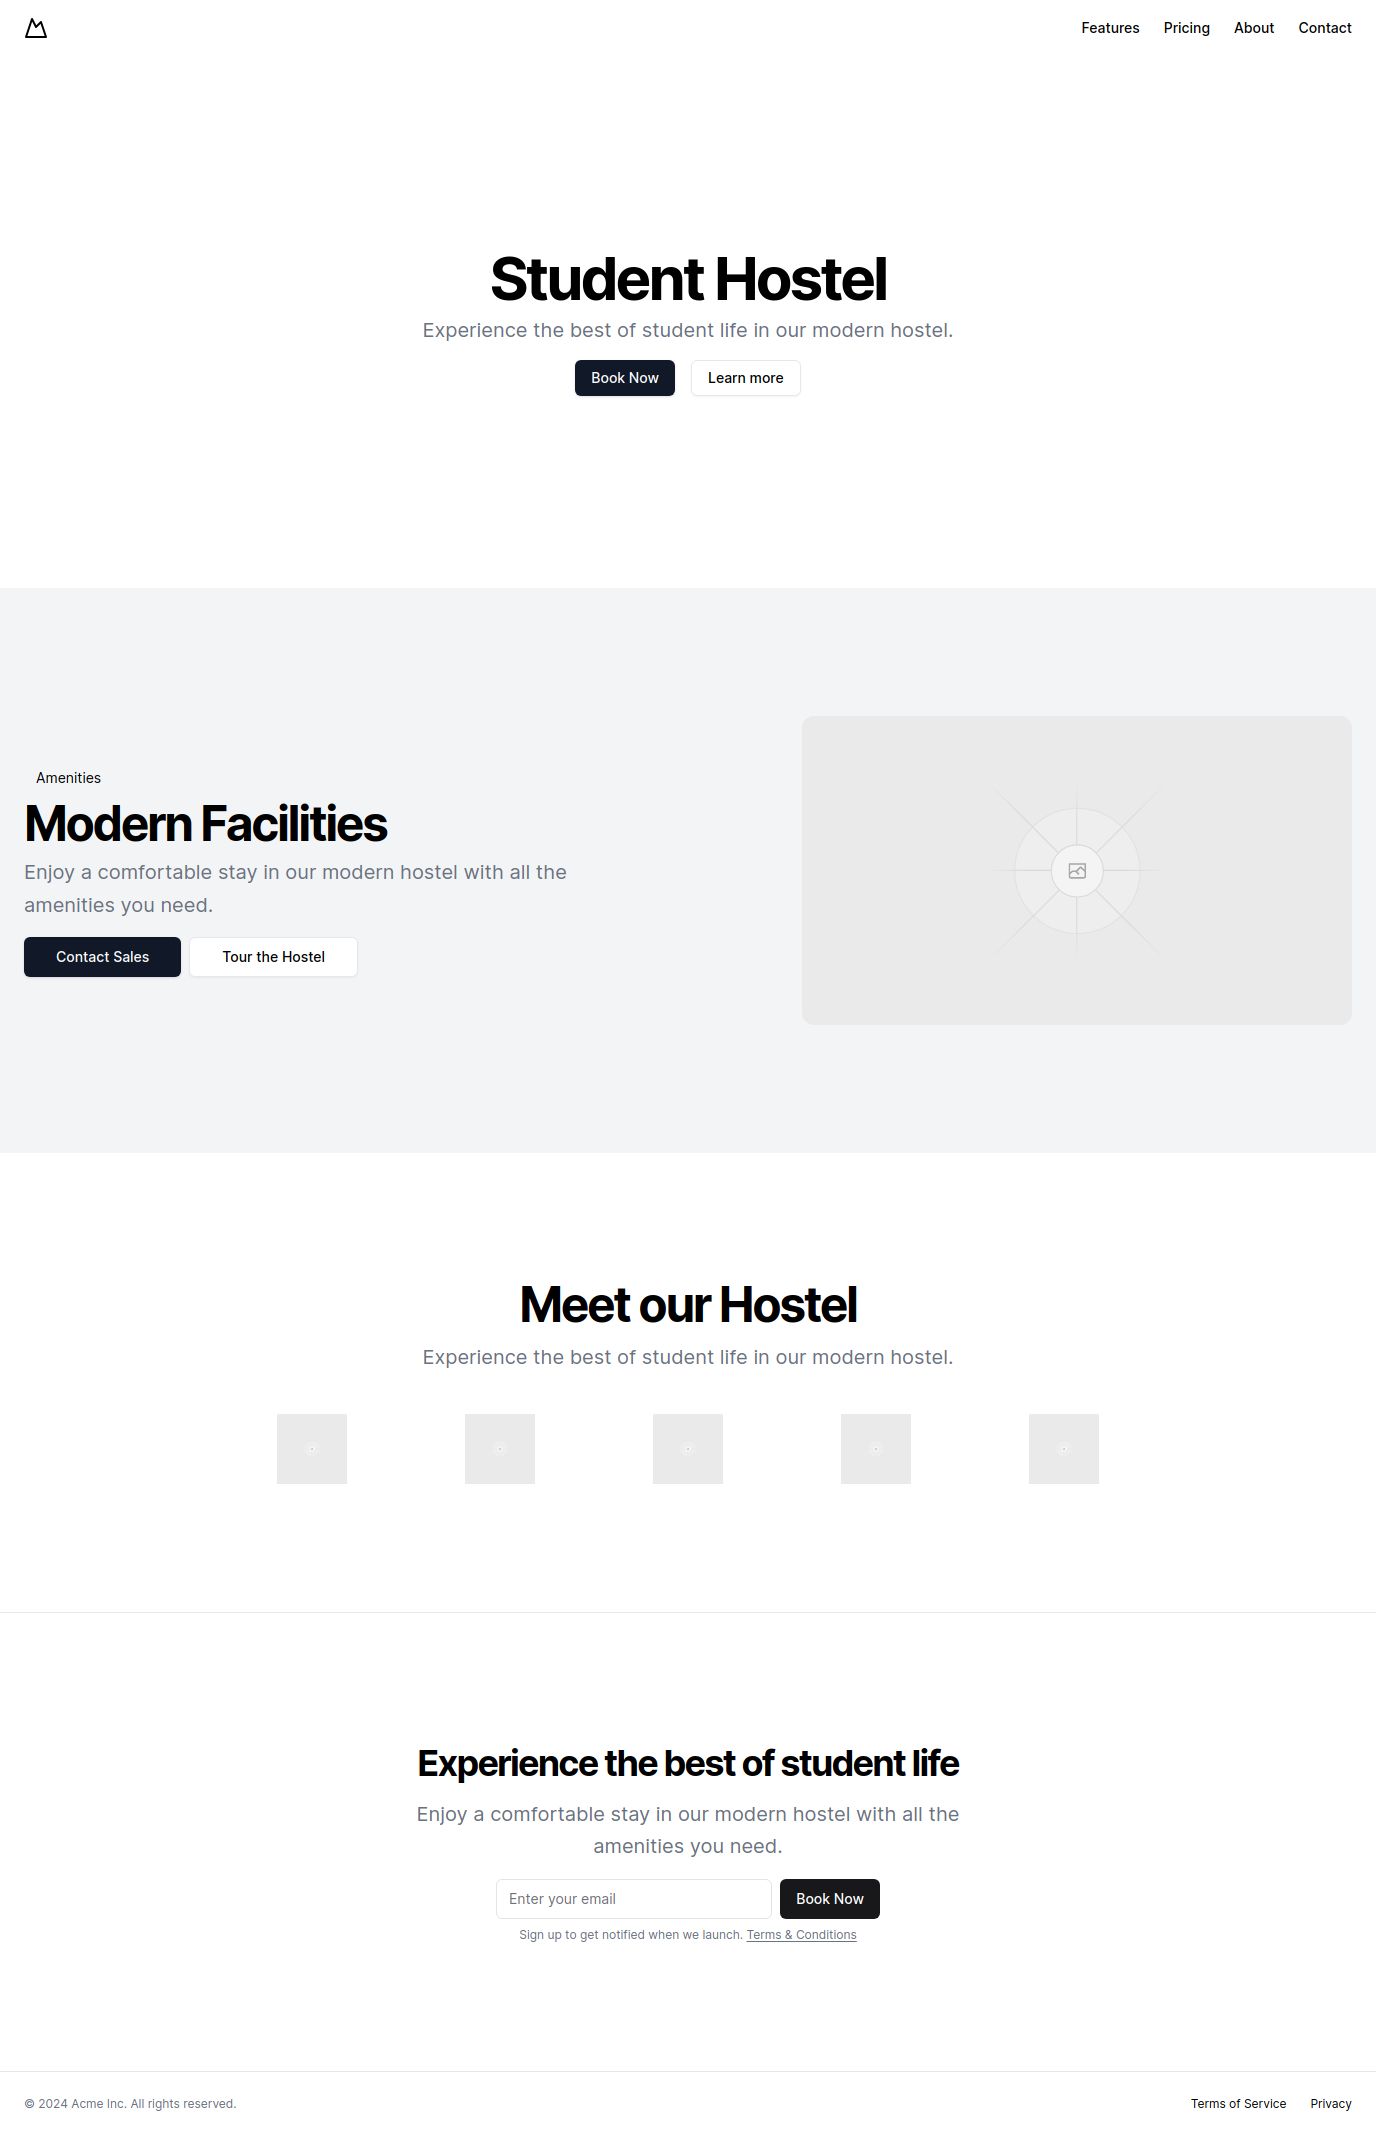 Features Pricing About Contact
Student Hostel
Experience the best of student life in our modern hostel.
Book Now Learn more
Amenities
Modern Facilities
Enjoy a comfortable stay in our modern hostel with all the
amenities you need.
Contact Sales Tour the Hostel
Meet our Hostel
Experience the best of student life in our modern hostel.
Experience the best of student life
Enjoy a comfortable stay in our modern hostel with all the
amenities you need.
Enter your email Book Now
Sign up to get notified when we launch. Terms & Conditions
© 2024 Acme Inc. All rights reserved. Terms of Service Privacy